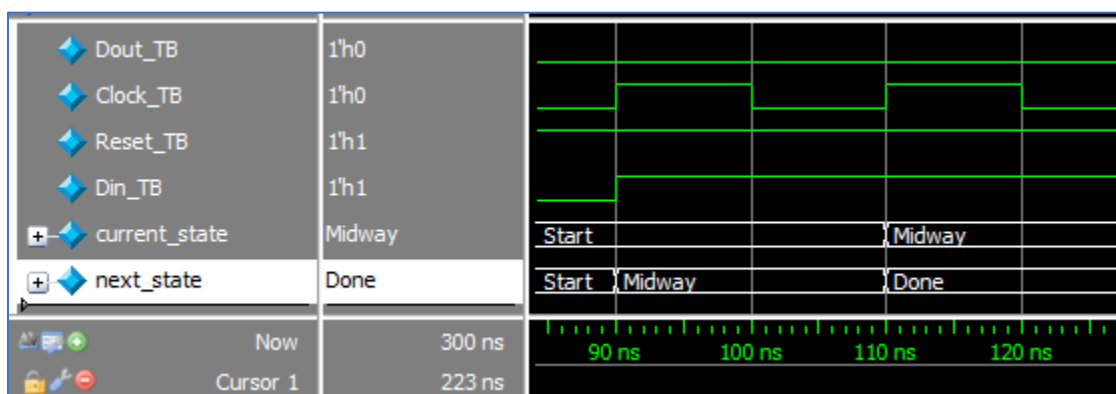 Dout_TB 1'h0
Clock_TB 1'h0
Reset_TB 1'h1
Din_TB 1'h1
current_state Midway Start Midway
next_state Done Start Midway Done
Now 300 ns 90 ns 100 ns 110 ns 120 ns
Cursor 1 223 ns